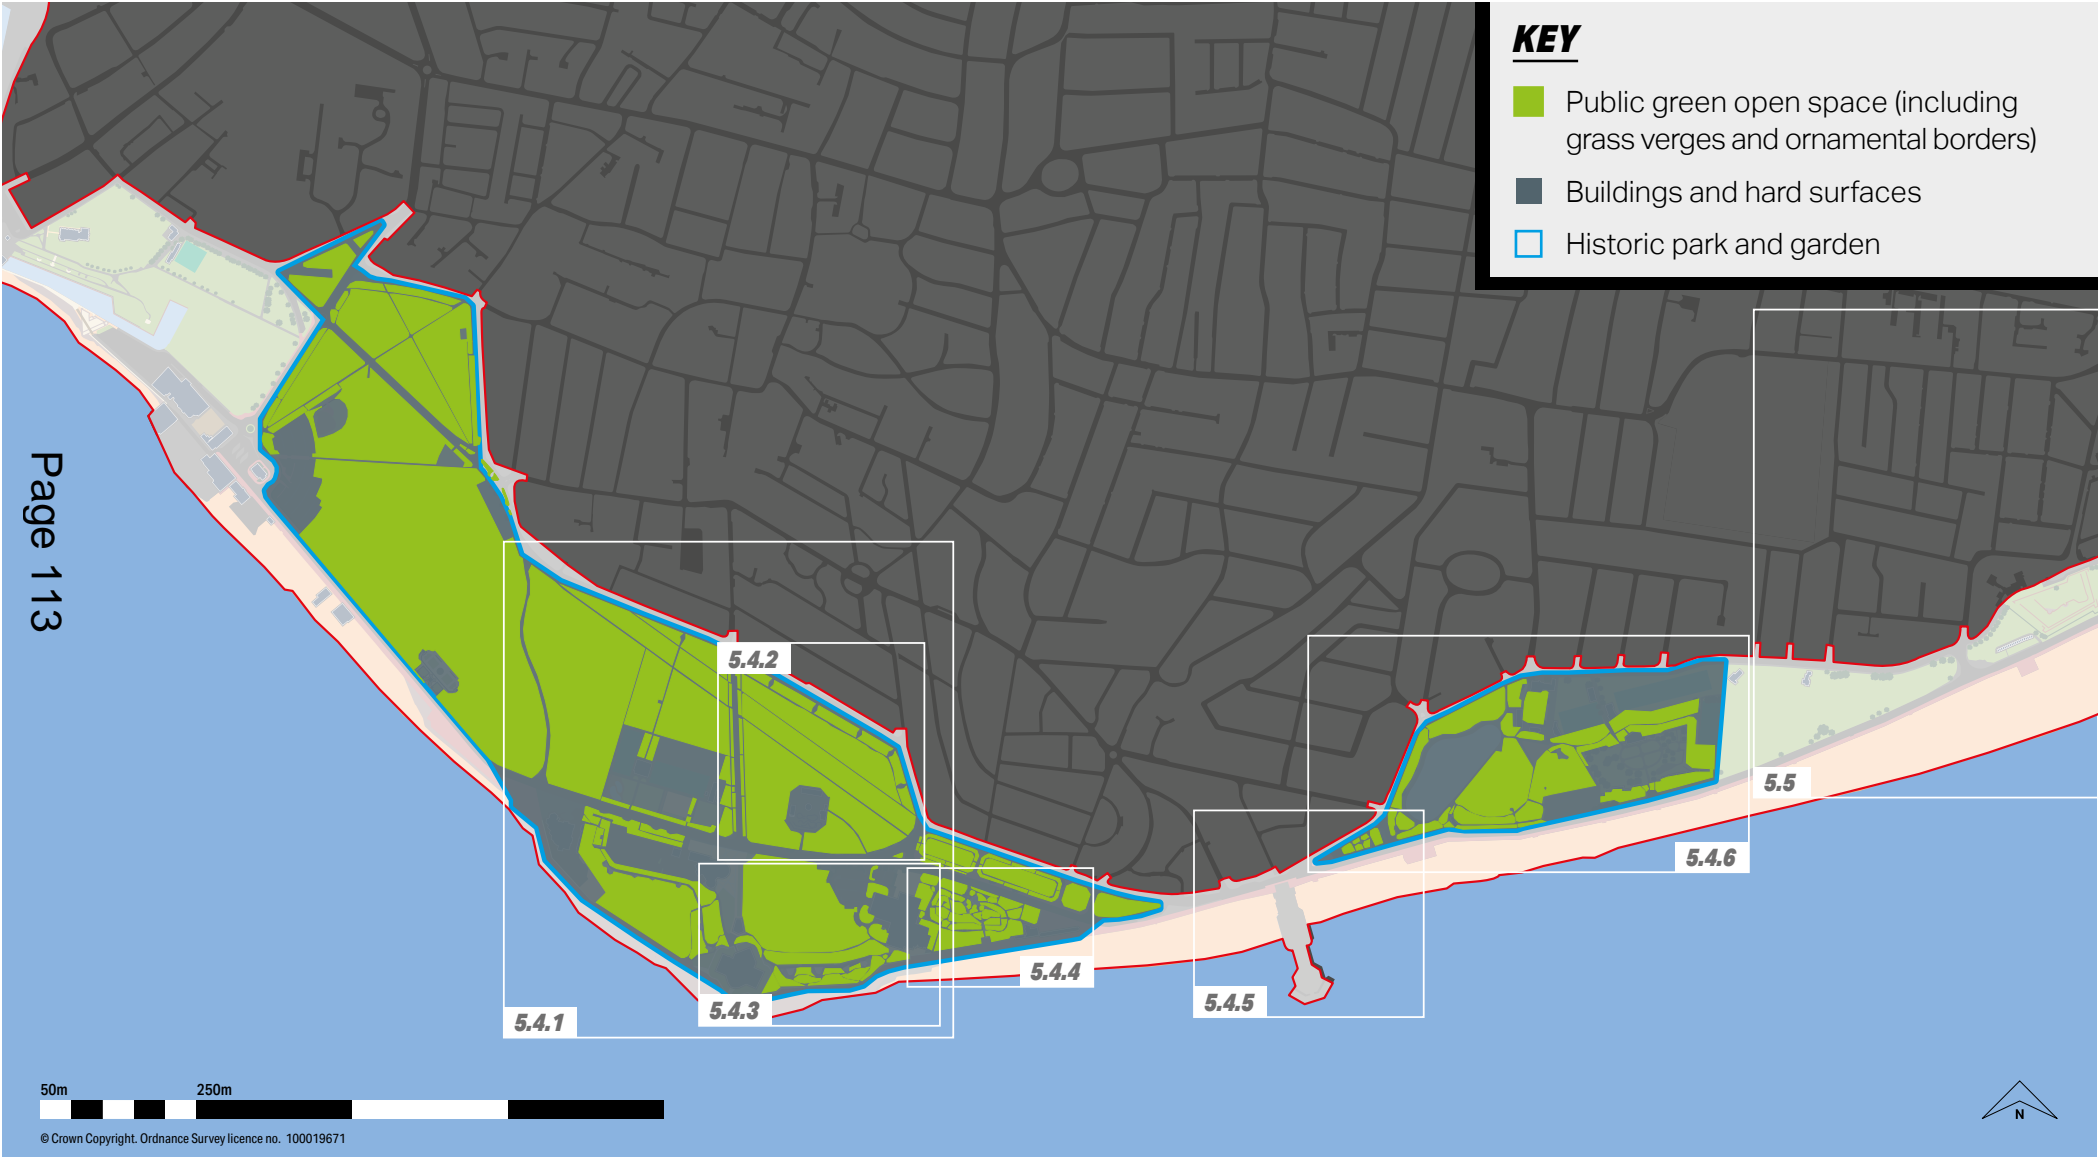 KEY
Public green open space (including
grass verges and ornamental borders)
Buildings and hard surfaces
Historic park and garden
Page 113
5.4.2
5.5
5.4.6
5.4.4
5.4.5
5.4.3
5.4.1
50m 250m
© Crown Copyright. Ordnance Survey licence no. 100019671
N